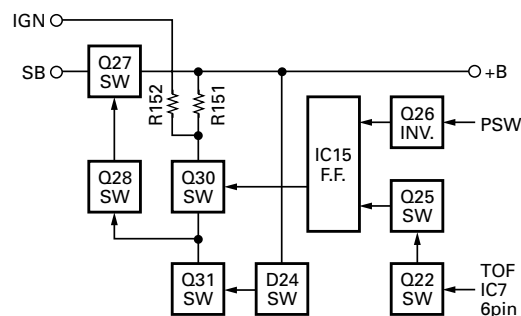 IGN
SB
Q27
SW
R152
R151
+B
Q28
SW
Q30
SW
IC15
F.F.
Q26
INV.
PSW
Q25
SW
Q31
SW
D24
SW
Q22
SW
TOF
IC7
6pin